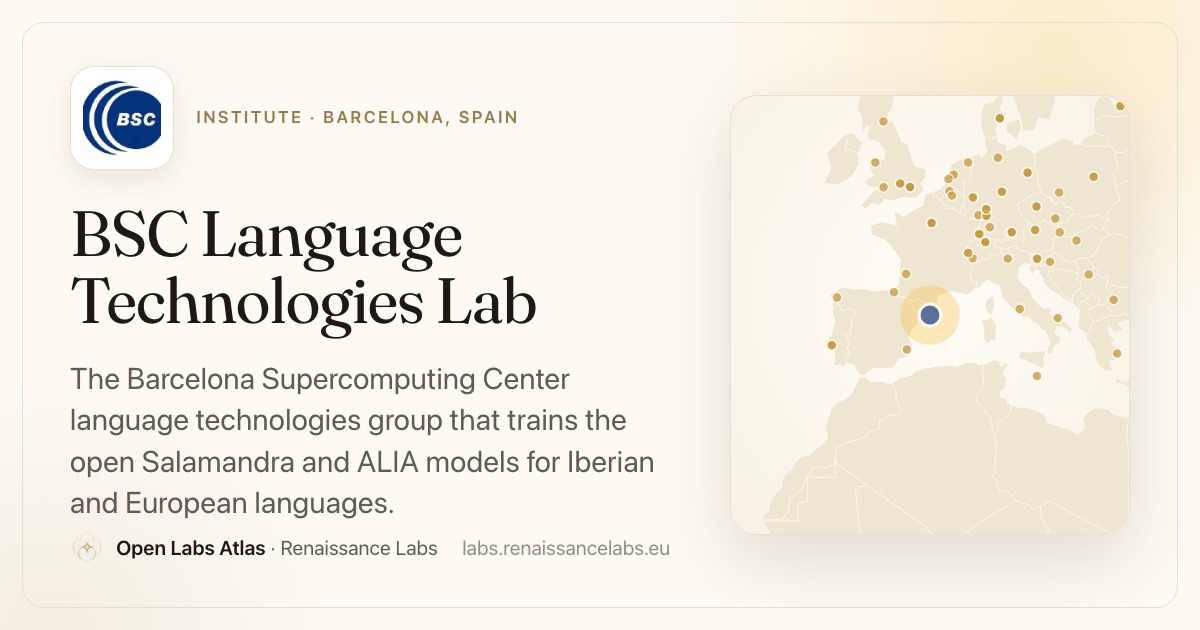 BSC
INSTITUTE · BARCELONA, SPAIN
BSC Language
Technologies Lab
The Barcelona Supercomputing Center
language technologies group that trains the
open Salamandra and ALIA models for Iberian
and European languages.
Open Labs Atlas · Renaissance Labs labs.renaissancelabs.eu